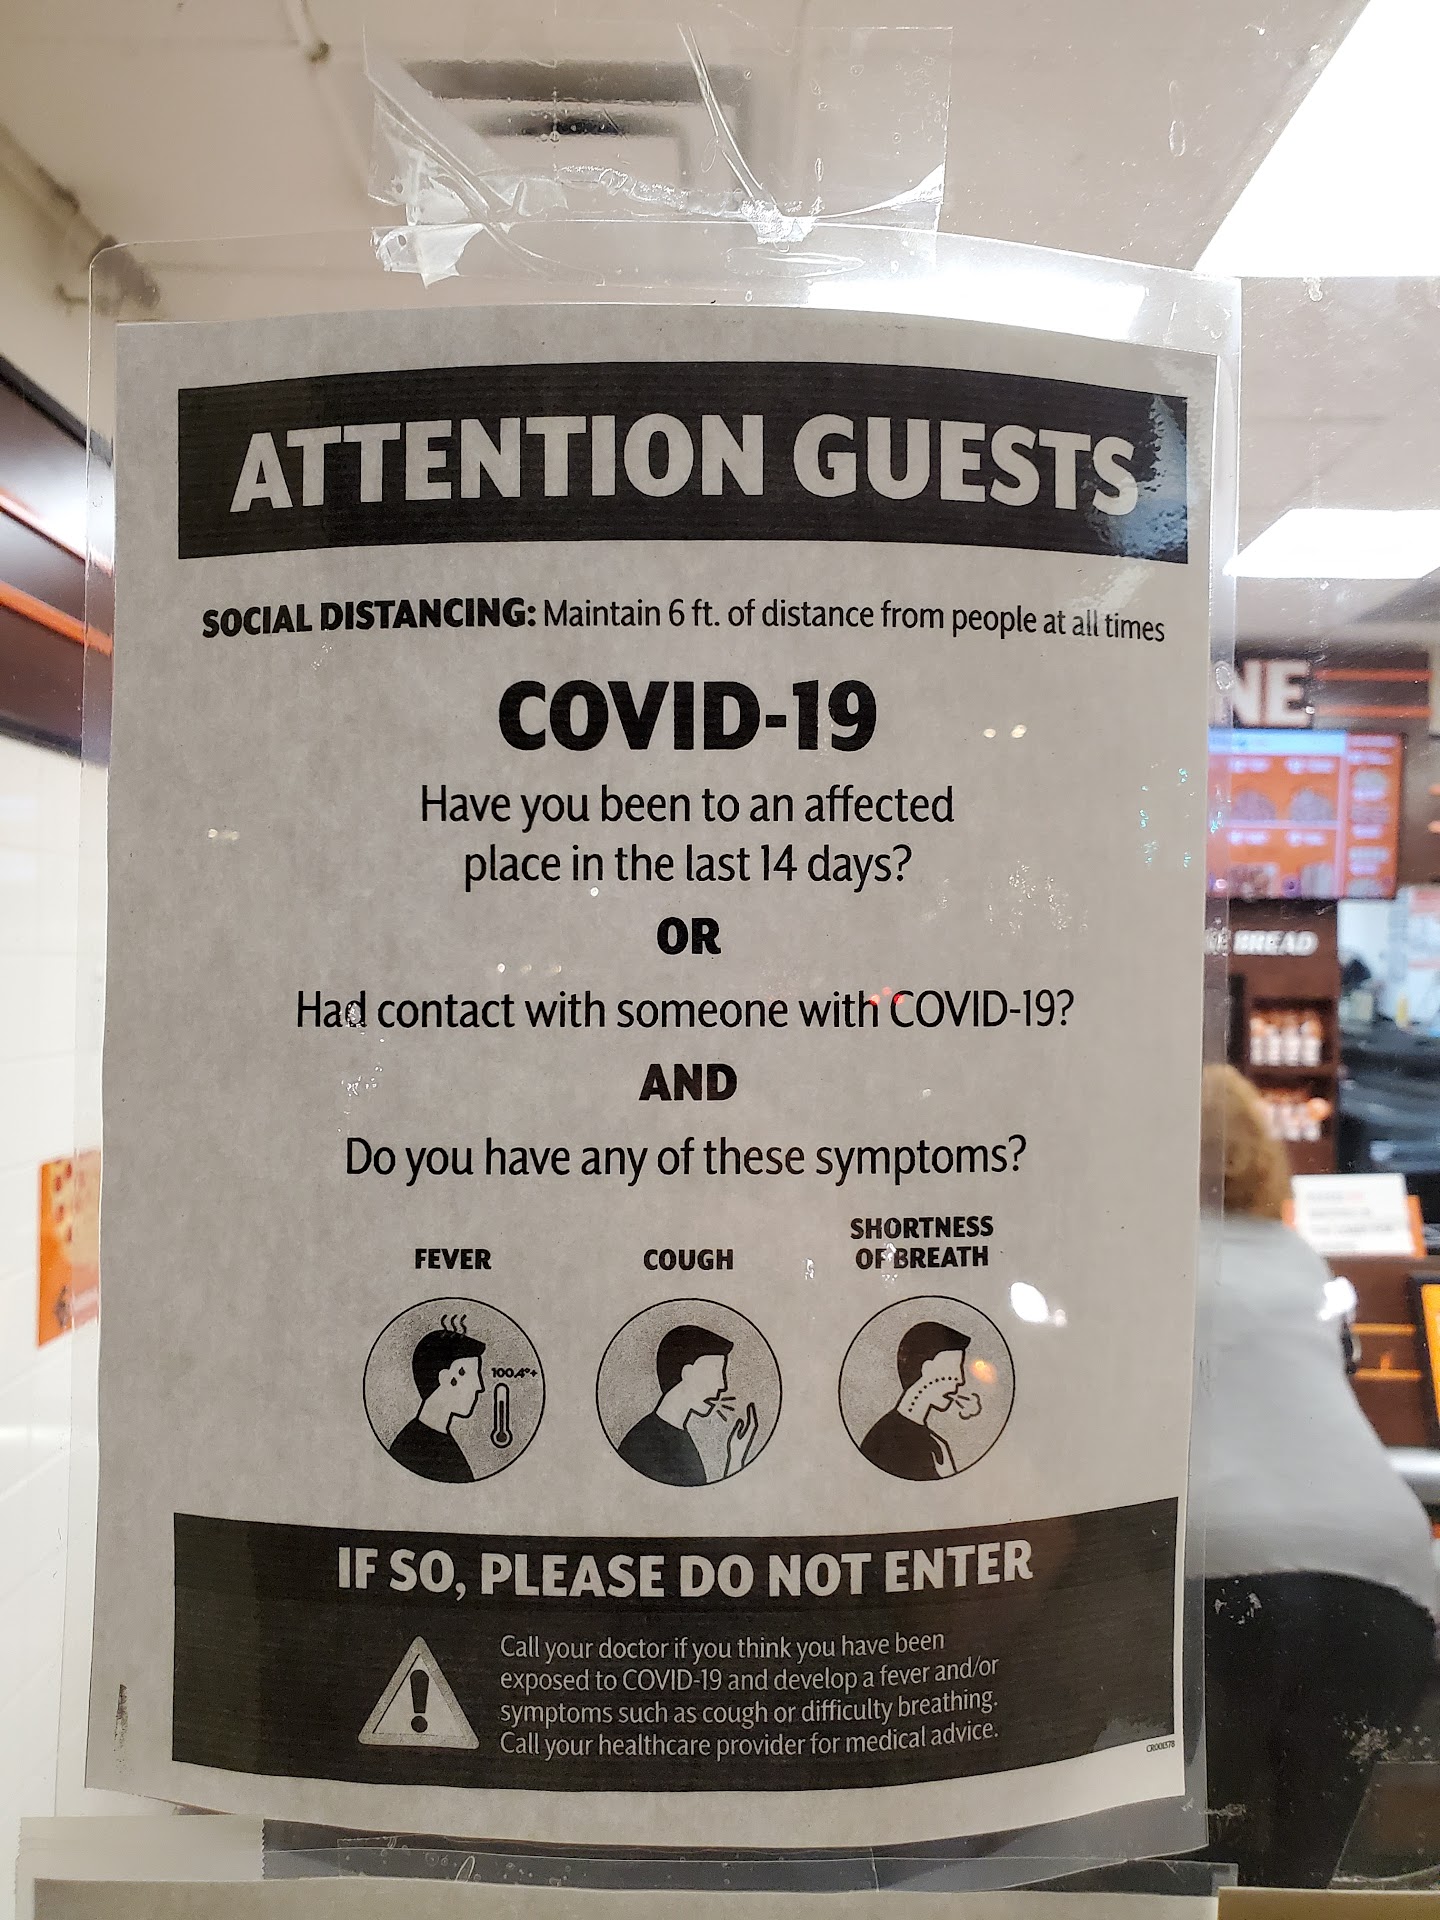 ATTENTION GUESTS
SOCIAL DISTANCING: Maintain 6 ft. of distance from people at all times
COVID-19
Have you been to an affected
place in the last 14 days?
OR
Had contact with someone with COVID-19?
AND
Do you have any of these symptoms?
FEVER
COUGH
SHORTNESS
OF BREATH
100.4°+
IF SO, PLEASE DO NOT ENTER
Call your doctor if you think you have been
exposed to COVID-19 and develop a fever and/or
symptoms such as cough or difficulty breathing.
Call your healthcare provider for medical advice.
NE
BREAD